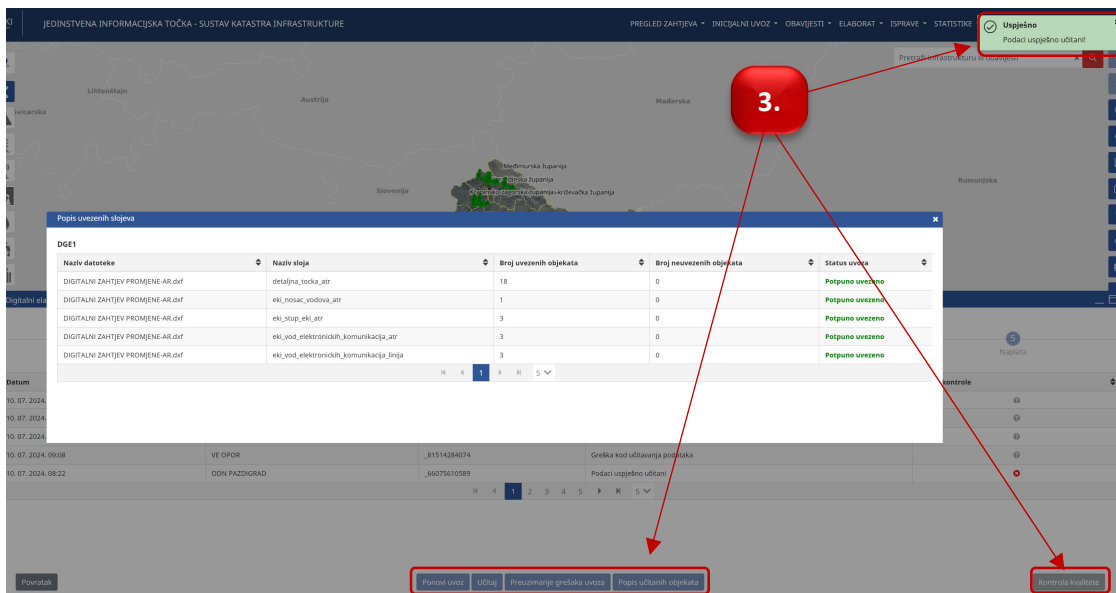 JEDINSTVENA INFORMACIJSKA TOČKA - SUSTAV KATASTRA INFRASTRUKTURE
PREGLED ZAHTJEVA INICIJALNI UVOZ OBAVIJESTI ELABORAT ISPRAVE STATISTIKE
Uspješno
Podaci uspješno učitani!
Pretraži infrastrukturu ili obavijesti
3.
Lihtenštajn
Austrija
Mađarska
Međimurska županija
Slovenija
Rumunjska
Popis uvezenih slojeva
DGE1
Naziv datoteke Naziv sloja Broj uvezenih objekata Broj neuvezenih objekata Status uvoza
DIGITALNI ZAHTJEV PROMJENE-AR.dxf detaljna_tocka_atr 18 0 Potpuno uvezeno
DIGITALNI ZAHTJEV PROMJENE-AR.dxf eki_nosac_vodova_atr 1 0 Potpuno uvezeno
DIGITALNI ZAHTJEV PROMJENE-AR.dxf eki_stup_eki_atr 3 0 Potpuno uvezeno
DIGITALNI ZAHTJEV PROMJENE-AR.dxf eki_vod_elektronickih_komunikacija_atr 3 0 Potpuno uvezeno
DIGITALNI ZAHTJEV PROMJENE-AR.dxf eki_vod_elektronickih_komunikacija_linija 3 0 Potpuno uvezeno
1 5
Digitalni ela
5
Naplata
Datum kontrole
10. 07. 2024.
10. 07. 2024.
10. 07. 2024.
10. 07. 2024. 09:08 VE OPOR _81514284074 Greška kod učitavanja podataka
10. 07. 2024. 08:22 ODN PAZDIGRAD _66075610589 Podaci uspješno učitani
1 2 3 4 5 5
Povratak Ponovi uvoz Učitaj Preuzimanje grešaka uvoza Popis učitanih objekata Kontrola kvalitete